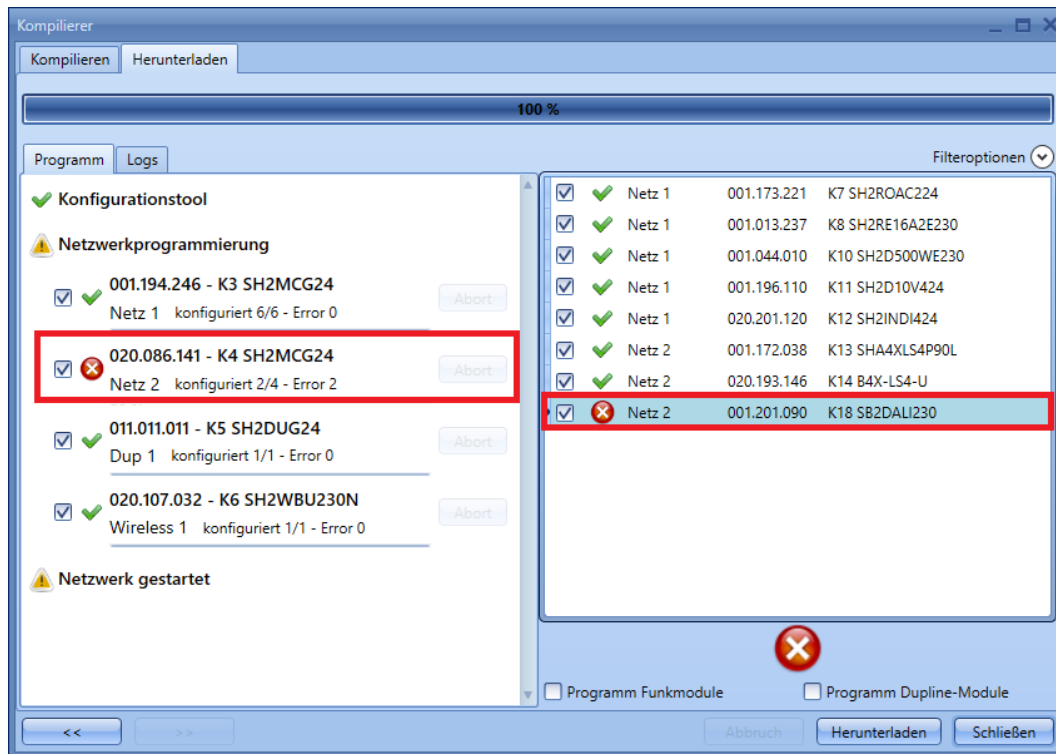 Kompilierer
Kompilieren Herunterladen
100 %
Programm Logs
Filteroptionen
Konfigurationstool
Netzwerkprogrammierung
001.194.246 - K3 SH2MCG24
Netz 1 konfiguriert 6/6 - Error 0
Abort
020.086.141 - K4 SH2MCG24
Netz 2 konfiguriert 2/4 - Error 2
Abort
011.011.011 - K5 SH2DUG24
Dup 1 konfiguriert 1/1 - Error 0
Abort
020.107.032 - K6 SH2WBU230N
Wireless 1 konfiguriert 1/1 - Error 0
Abort
Netzwerk gestartet
Netz 1 001.173.221 K7 SH2ROAC224
Netz 1 001.013.237 K8 SH2RE16A2E230
Netz 1 001.044.010 K10 SH2D500WE230
Netz 1 001.196.110 K11 SH2D10V424
Netz 1 020.201.120 K12 SH2INDI424
Netz 2 001.172.038 K13 SHA4XLS4P90L
Netz 2 020.193.146 K14 B4X-LS4-U
Netz 2 001.201.090 K18 SB2DALI230
Programm Funkmodule Programm Dupline-Module
<< >> Abbruch Herunterladen Schließen